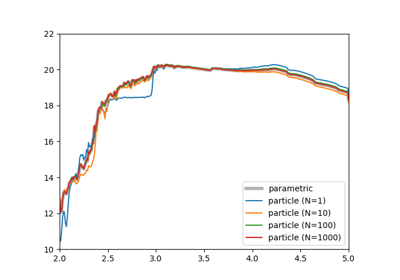 22
20
18
16
14
12
10
2.0 2.5 3.0 3.5 4.0 4.5 5.0
parametric
particle (N=1)
particle (N=10)
particle (N=100)
particle (N=1000)